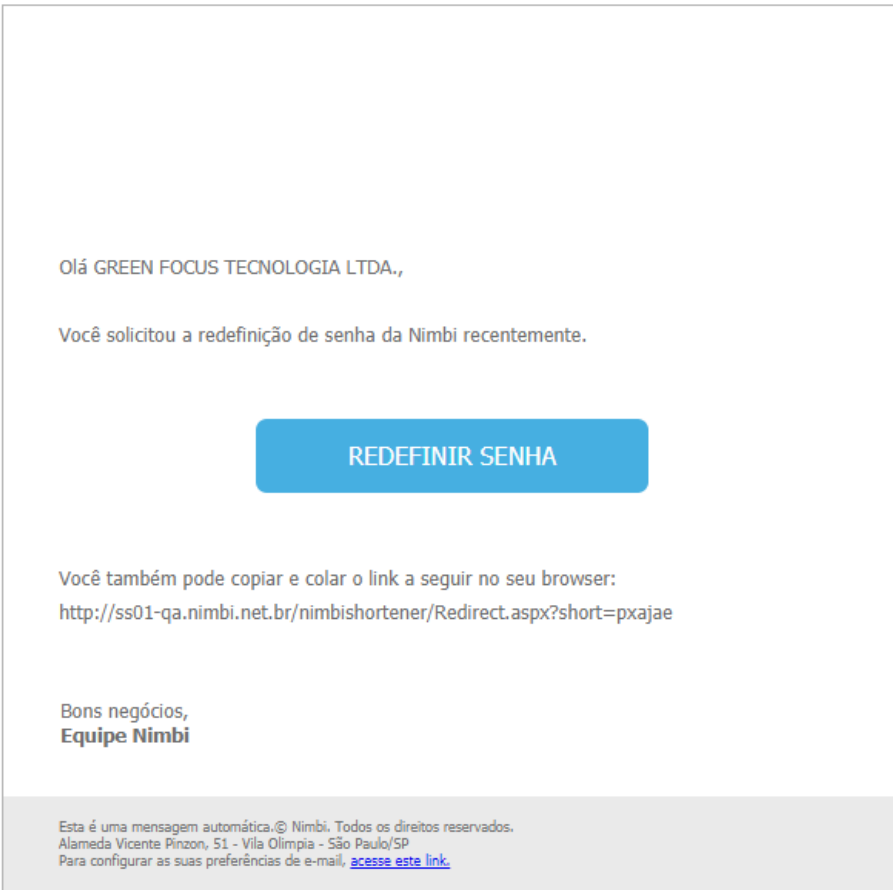 Olá GREEN FOCUS TECNOLOGIA LTDA.,
Você solicitou a redefinição de senha da Nimbi recentemente.
REDEFINIR SENHA
Você também pode copiar e colar o link a seguir no seu browser:
http://ss01-qa.nimbi.net.br/nimbishortener/Redirect.aspx?short=pxajae
Bons negócios,
Equipe Nimbi
Esta é uma mensagem automática.© Nimbi. Todos os direitos reservados.
Alameda Vicente Pinzon, 51 - Vila Olimpia - São Paulo/SP
Para configurar as suas preferências de e-mail, acesse este link.